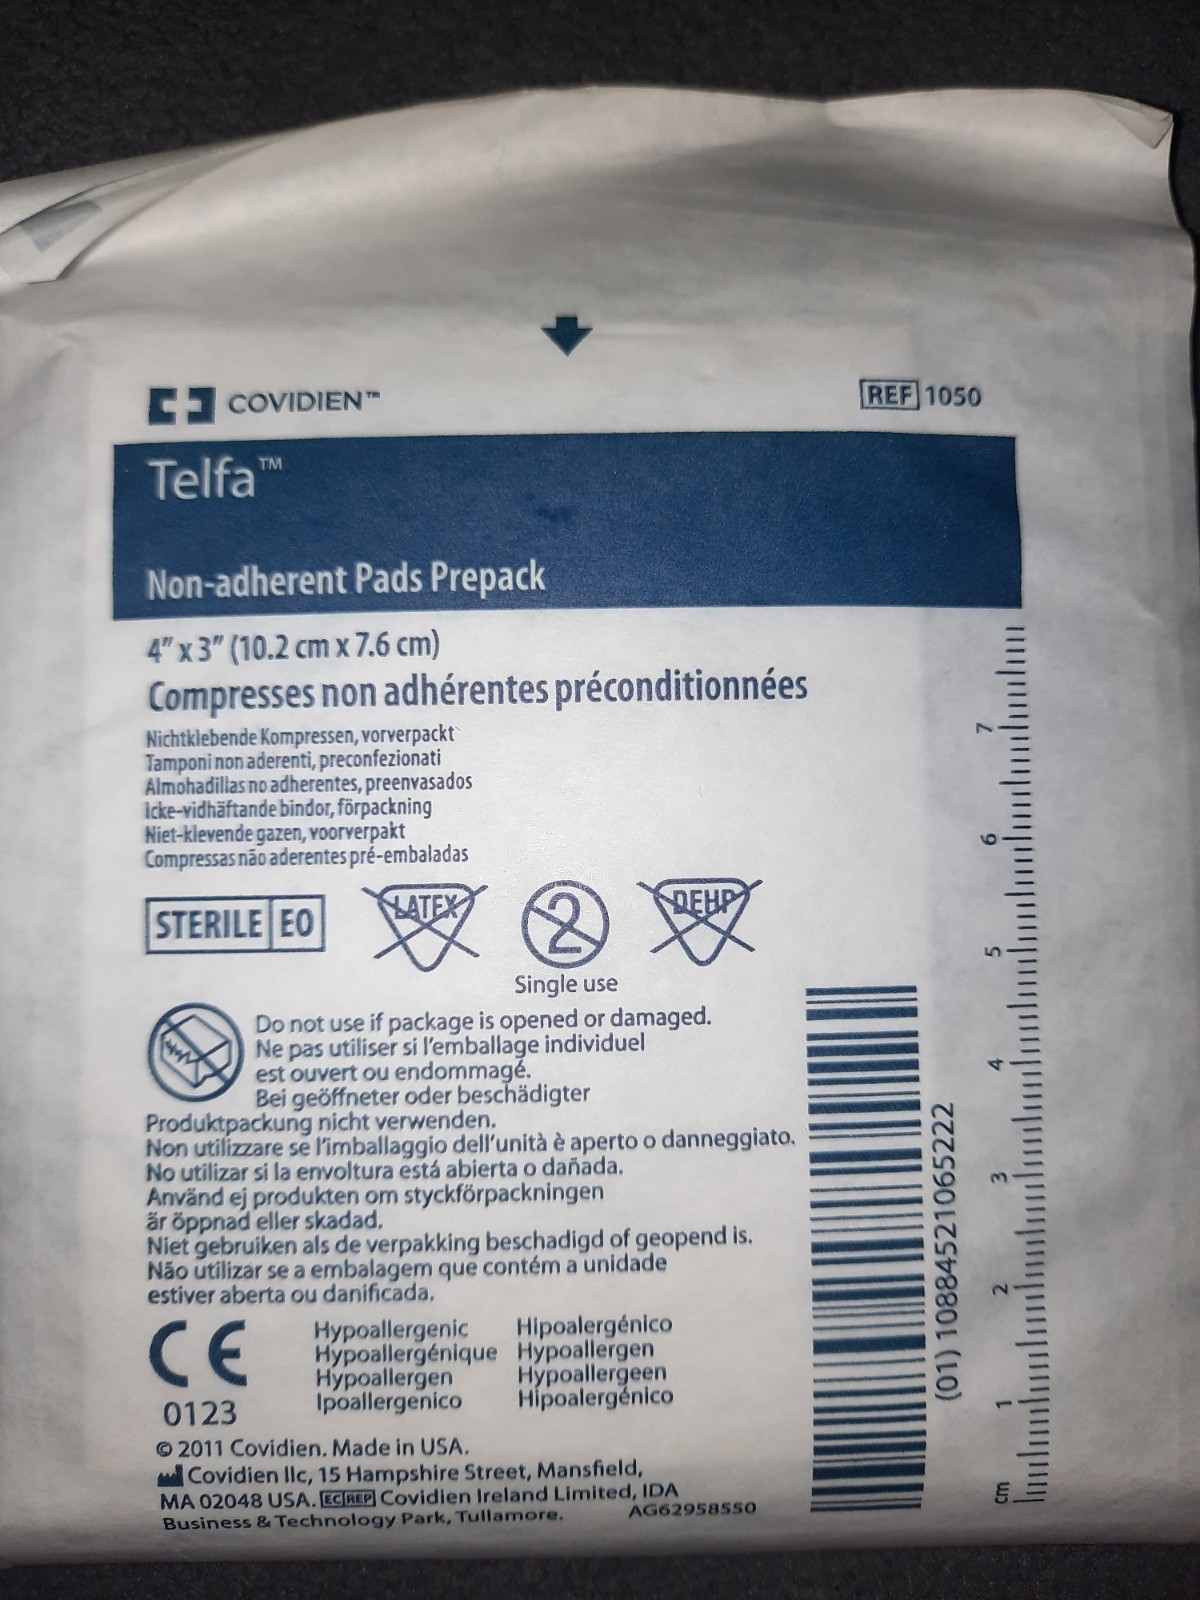 COVIDIEN™
REF 1050
Telfa™
Non-adherent Pads Prepack
4" x 3" (10.2 cm x 7.6 cm)
Compresses non adhérentes préconditionnées
Nichtklebende Kompressen, vorverpackt
Tamponi non aderenti, preconfezionati
Almohadillas no adherentes, preenvasados
Icke-vidhäftande bindor, förpackning
Niet-klevende gazen, voorverpakt
Compressas não aderentes pré-embaladas
STERILE EO
LATEX
2
DEHP
Single use
Do not use if package is opened or damaged.
Ne pas utiliser si l'emballage individuel
est ouvert ou endommagé.
Bei geöffneter oder beschädigter
Produktpackung nicht verwenden.
Non utilizzare se l'imballaggio dell'unità è aperto o danneggiato.
No utilizar si la envoltura está abierta o dañada.
Använd ej produkten om styckförpackningen
är öppnad eller skadad.
Niet gebruiken als de verpakking beschadigd of geopend is.
Não utilizar se a embalagem que contém a unidade
estiver aberta ou danificada.
CE
0123
Hypoallergenic
Hypoallergénique
Hypoallergen
Ipoallergenico
Hipoalergénico
Hypoallergen
Hypoallergeen
Hipoalergénico
© 2011 Covidien. Made in USA.
Covidien llc, 15 Hampshire Street, Mansfield,
MA 02048 USA. EC REP Covidien Ireland Limited, IDA
Business & Technology Park, Tullamore.
AG62958550
(01) 10884521065222
cm 1 2 3 4 5 6 7